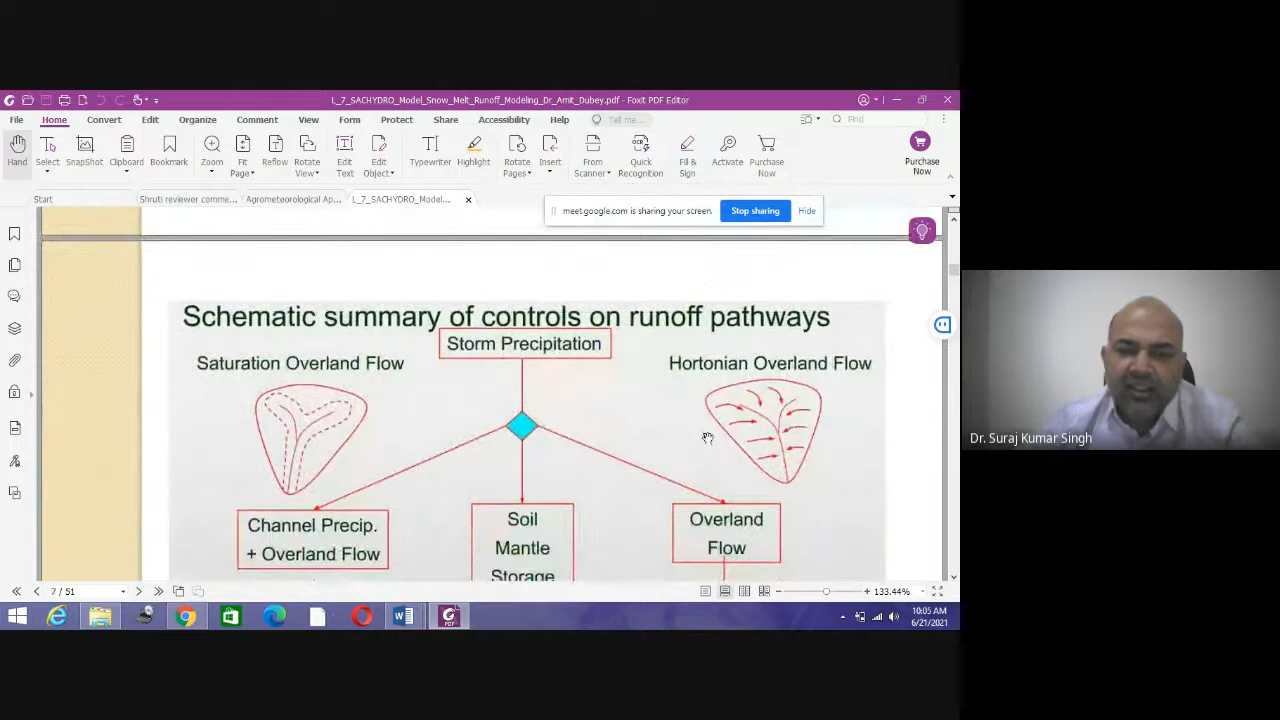 L_7_SACHYDRO_Model_Snow_Melt_Runoff_Modeling_Dr_Amit_Dubey.pdf - Foxit PDF Editor
File Home Convert Edit Organize Comment View Form Protect Share Accessibility Help Tell me... Find
Hand Select SnapShot Clipboard Bookmark Zoom Fit Page Reflow Rotate View Edit Text Edit Object Typewriter Highlight Rotate Pages Insert From Scanner Quick Recognition Fill & Sign Activate Purchase Now Purchase Now
Start Shruti reviewer comme... Agrometeorological Ap... L_7_SACHYDRO_Model...
meet.google.com is sharing your screen. Stop sharing Hide
Schematic summary of controls on runoff pathways
Storm Precipitation
Saturation Overland Flow
Hortonian Overland Flow
Channel Precip.
+ Overland Flow
Soil
Mantle
Storage
Overland
Flow
Dr. Suraj Kumar Singh
7 / 51
133.44%
10:05 AM
6/21/2021